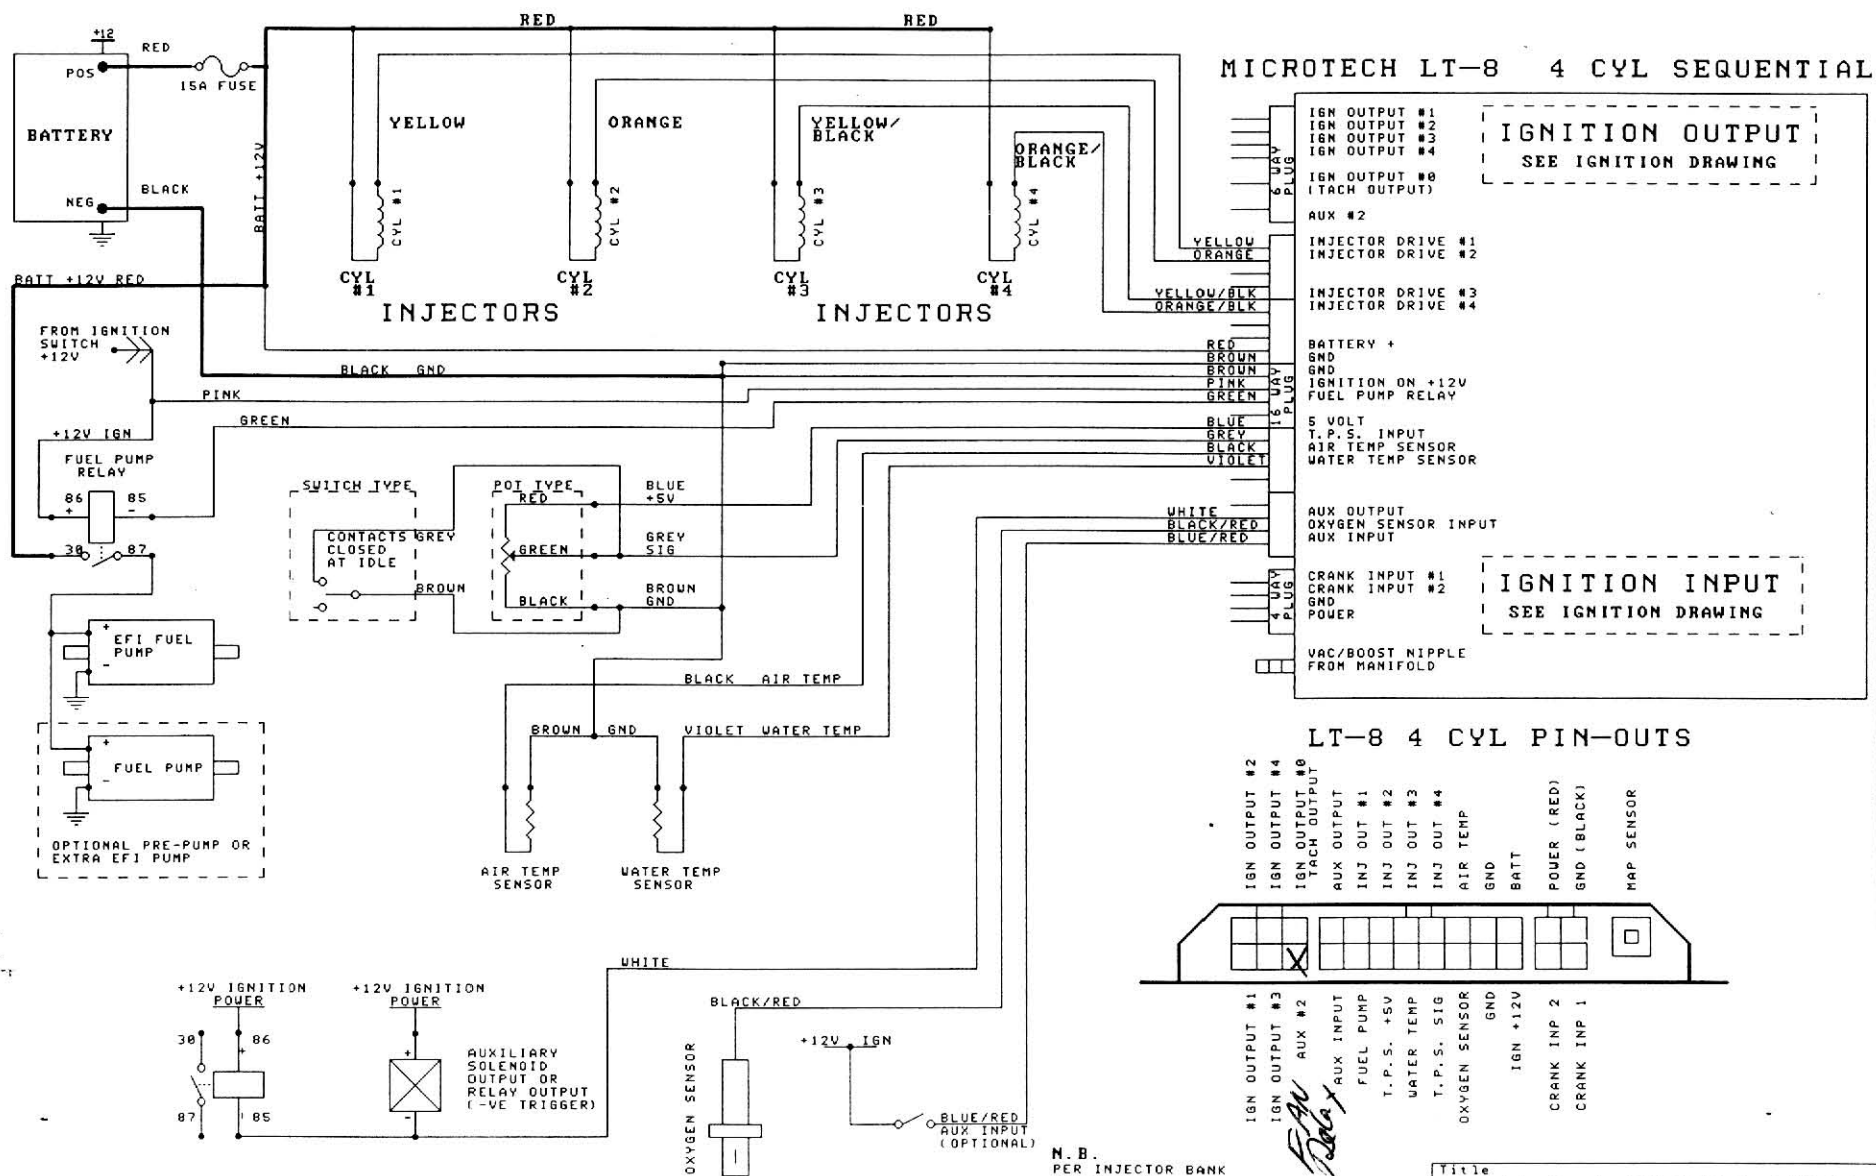 RED
RED
+12
RED
POS
15A FUSE
BATTERY
BLACK
NEG
BATT +12V
YELLOW
ORANGE
YELLOW/
BLACK
ORANGE/
BLACK
CYL #1
CYL #2
CYL #3
CYL #4
CYL
#1
CYL
#2
CYL
#3
CYL
#4
INJECTORS
INJECTORS
MICROTECH LT-8 4 CYL SEQUENTIAL
IGN OUTPUT #1
IGN OUTPUT #2
IGN OUTPUT #3
IGN OUTPUT #4
IGN OUTPUT #0
(TACH OUTPUT)
AUX #2
6 WAY
PLUG
IGNITION OUTPUT
SEE IGNITION DRAWING
YELLOW
ORANGE
INJECTOR DRIVE #1
INJECTOR DRIVE #2
YELLOW/BLK
ORANGE/BLK
INJECTOR DRIVE #3
INJECTOR DRIVE #4
RED
BROWN
BROWN
PINK
GREEN
BATTERY +
GND
GND
IGNITION ON +12V
FUEL PUMP RELAY
16 WAY
PLUG
BLUE
GREY
BLACK
VIOLET
5 VOLT
T.P.S. INPUT
AIR TEMP SENSOR
WATER TEMP SENSOR
WHITE
BLACK/RED
BLUE/RED
AUX OUTPUT
OXYGEN SENSOR INPUT
AUX INPUT
4 WAY
PLUG
CRANK INPUT #1
CRANK INPUT #2
GND
POWER
IGNITION INPUT
SEE IGNITION DRAWING
VAC/BOOST NIPPLE
FROM MANIFOLD
BATT +12V RED
FROM IGNITION
SWITCH
+12V
BLACK GND
PINK
GREEN
+12V IGN
FUEL PUMP
RELAY
86
85
+
-
30
87
+
EFI FUEL
PUMP
-
+
FUEL PUMP
-
OPTIONAL PRE-PUMP OR
EXTRA EFI PUMP
SWITCH TYPE
CONTACTS
CLOSED
AT IDLE
GREY
BROWN
POT TYPE
RED
GREEN
BLACK
BLUE
+5V
GREY
SIG
BROWN
GND
BLACK AIR TEMP
BROWN GND
VIOLET WATER TEMP
AIR TEMP
SENSOR
WATER TEMP
SENSOR
LT-8 4 CYL PIN-OUTS
IGN OUTPUT #2
IGN OUTPUT #4
IGN OUTPUT #0
TACH OUTPUT
AUX OUTPUT
INJ OUT #1
INJ OUT #2
INJ OUT #3
INJ OUT #4
AIR TEMP
GND
BATT
POWER (RED)
GND (BLACK)
MAP SENSOR
X
IGN OUTPUT #1
IGN OUTPUT #3
AUX #2
AUX INPUT
FUEL PUMP
T.P.S. +5V
WATER TEMP
T.P.S. SIG
OXYGEN SENSOR
GND
IGN +12V
CRANK INP 2
CRANK INP 1
FAN
Relay
WHITE
+12V IGNITION
POWER
30
86
+
87
-
85
+12V IGNITION
POWER
+
-
AUXILIARY
SOLENOID
OUTPUT OR
RELAY OUTPUT
(-VE TRIGGER)
BLACK/RED
OXYGEN SENSOR
+12V IGN
BLUE/RED
AUX INPUT
(OPTIONAL)
N.B.
PER INJECTOR BANK
Title